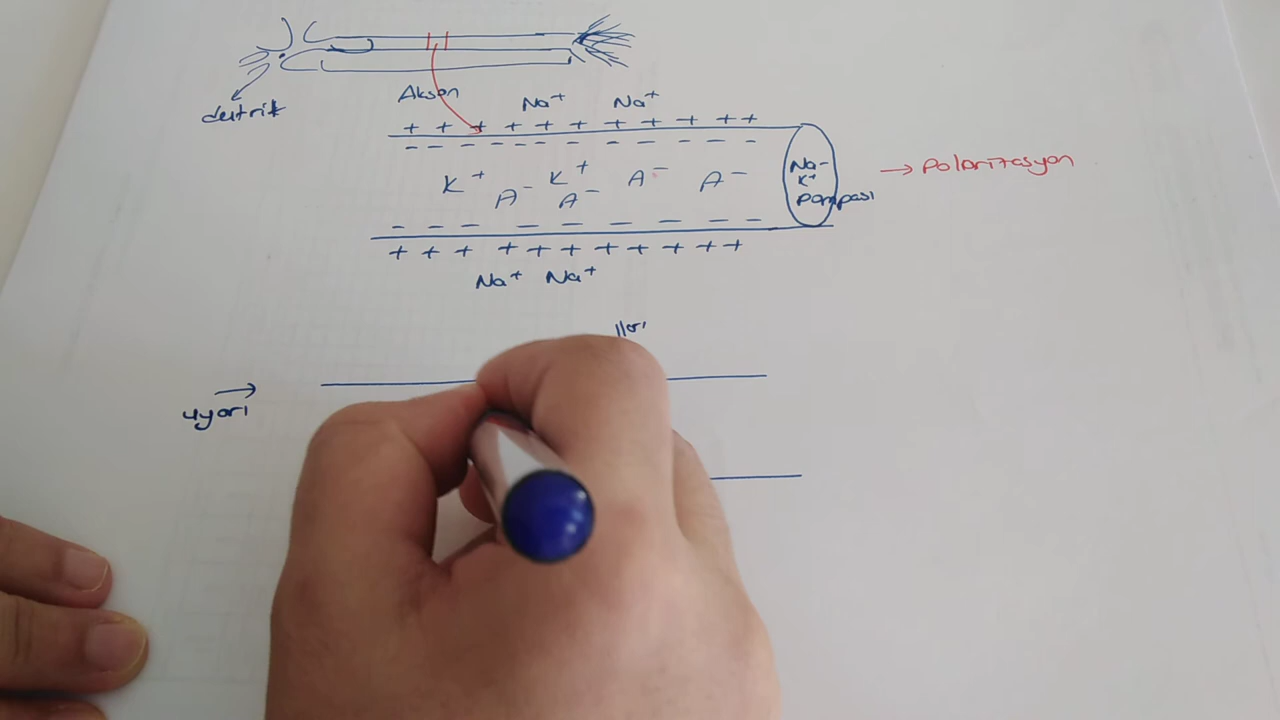 dentrit
Akson
Na+ Na+
+ + + + + + + + + ++
- - - - - - - - - -
K+ A- K+ A- A- A-
Na-
K+
pompası
→ Polarizasyon
- - - - - - - - -
+ + + + + + + + + ++
Na+ Na+
→
uyarı